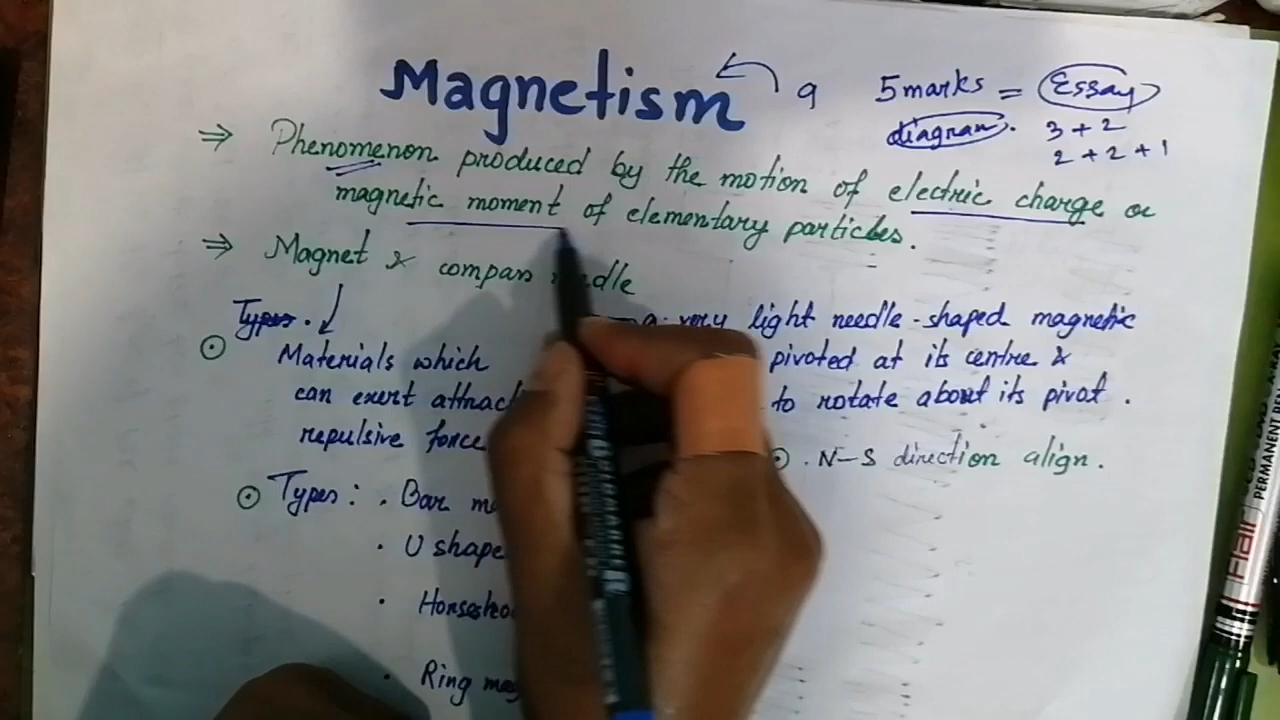 Magnetism
9 5marks = Essay
diagram. 3 + 2
2 + 2 + 1
⇒ Phenomenon produced by the motion of electric charge or
magnetic moment of elementary particles.
⇒ Magnet & compass
Types.
a very light needle-shaped magnetic
Materials which
pivoted at its centre &
can exert
to rotate about its pivot.
repulsive force
N-S direction align.
Types: . Bar
. U shape
.
. Ring
Flair
PERMANENT